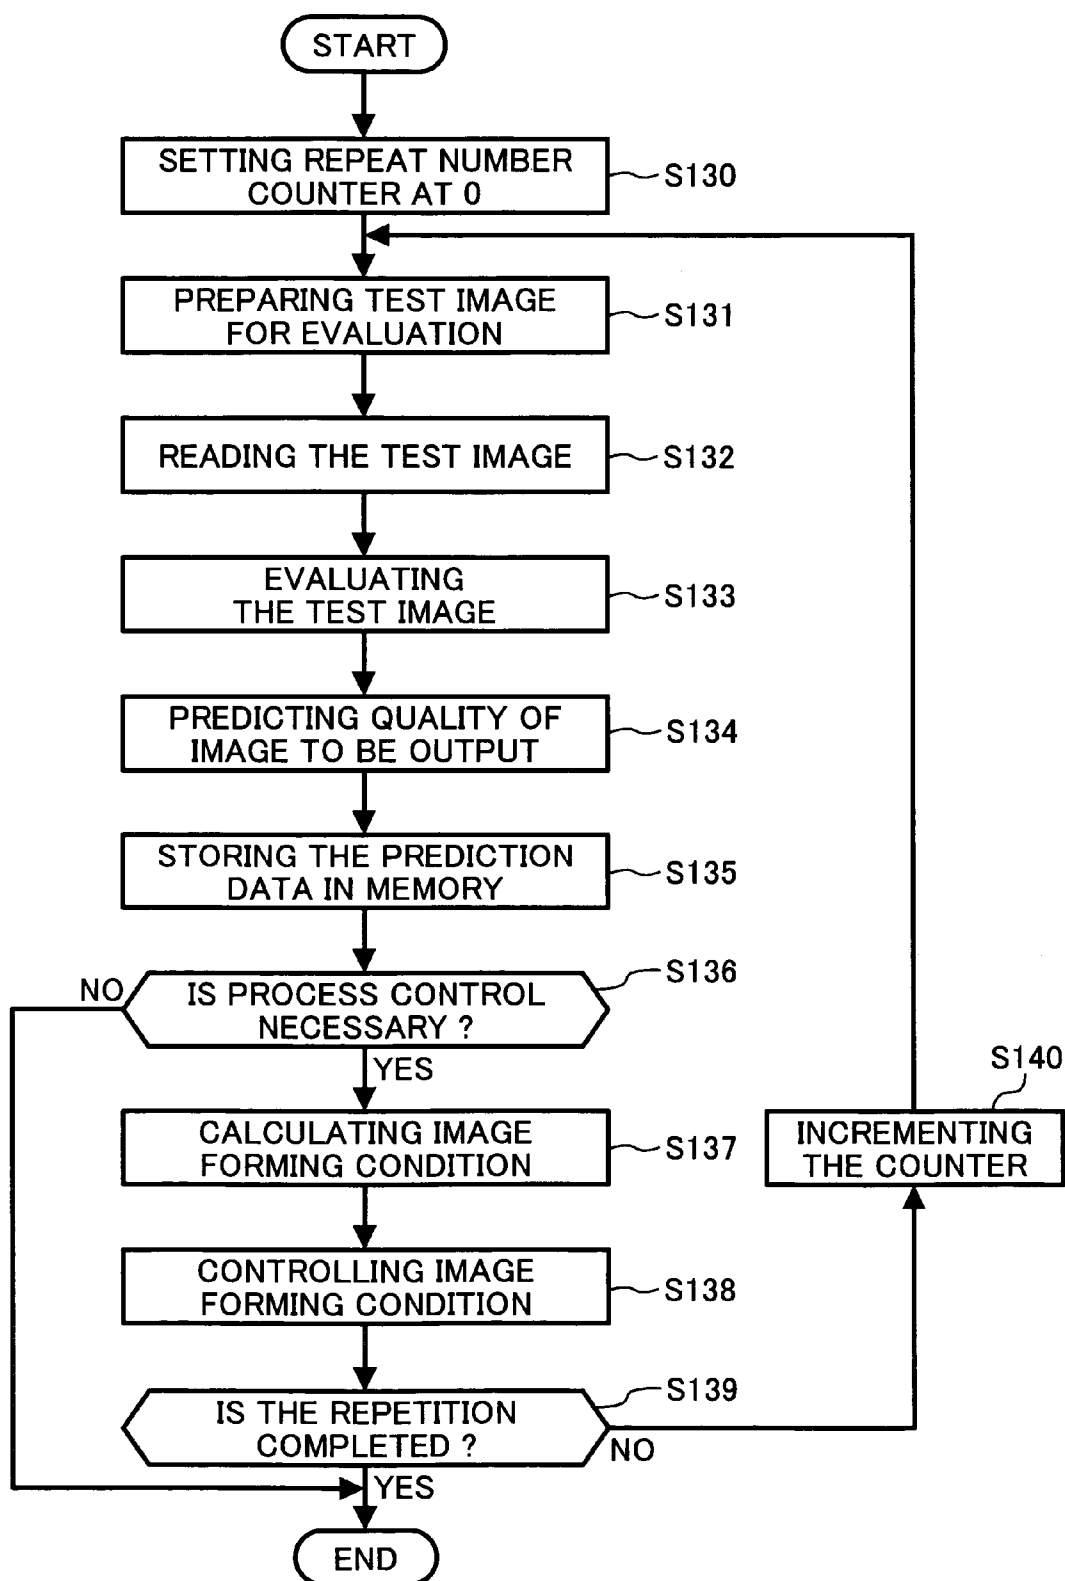 START
SETTING REPEAT NUMBER
COUNTER AT 0
S130
PREPARING TEST IMAGE
FOR EVALUATION
S131
READING THE TEST IMAGE
S132
EVALUATING
THE TEST IMAGE
S133
PREDICTING QUALITY OF
IMAGE TO BE OUTPUT
S134
STORING THE PREDICTION
DATA IN MEMORY
S135
IS PROCESS CONTROL
NECESSARY ?
S136
NO
YES
CALCULATING IMAGE
FORMING CONDITION
S137
CONTROLLING IMAGE
FORMING CONDITION
S138
IS THE REPETITION
COMPLETED ?
S139
NO
YES
S140
INCREMENTING
THE COUNTER
END